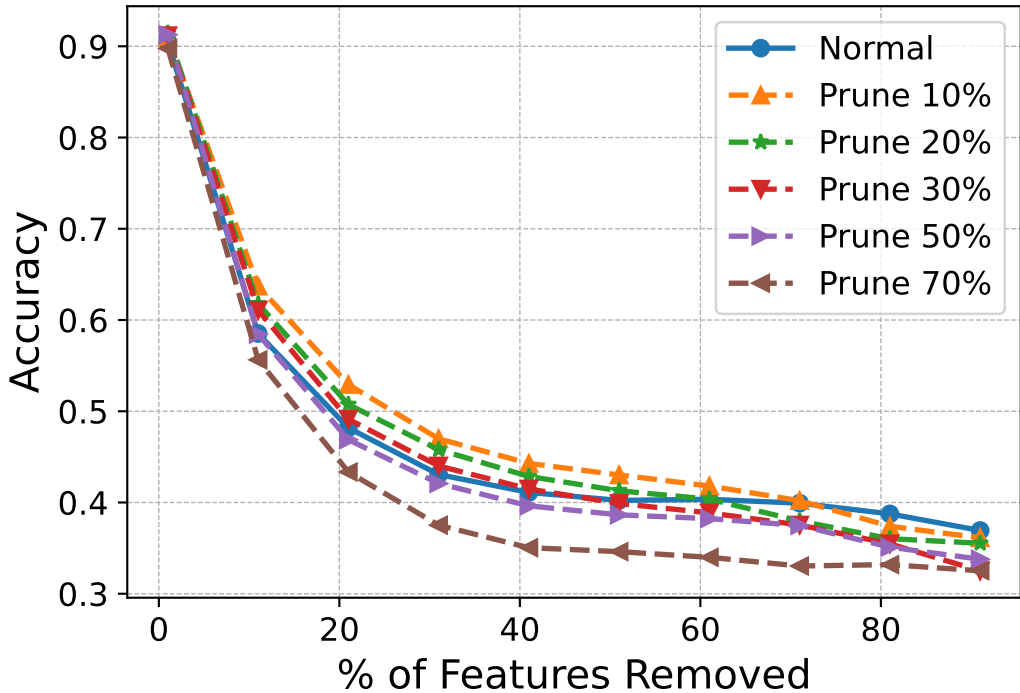 0.9
0.8
0.7
0.6
0.5
0.4
0.3
Accuracy
Normal
Prune 10%
Prune 20%
Prune 30%
Prune 50%
Prune 70%
0 20 40 60 80
% of Features Removed